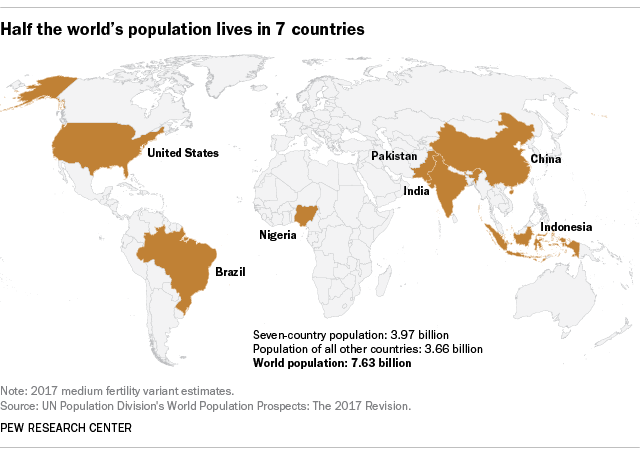 Half the world's population lives in 7 countries
United States
Pakistan
China
India
Indonesia
Nigeria
Brazil
Seven-country population: 3.97 billion
Population of all other countries: 3.66 billion
World population: 7.63 billion
Note: 2017 medium fertility variant estimates.
Source: UN Population Division's World Population Prospects: The 2017 Revision.
PEW RESEARCH CENTER